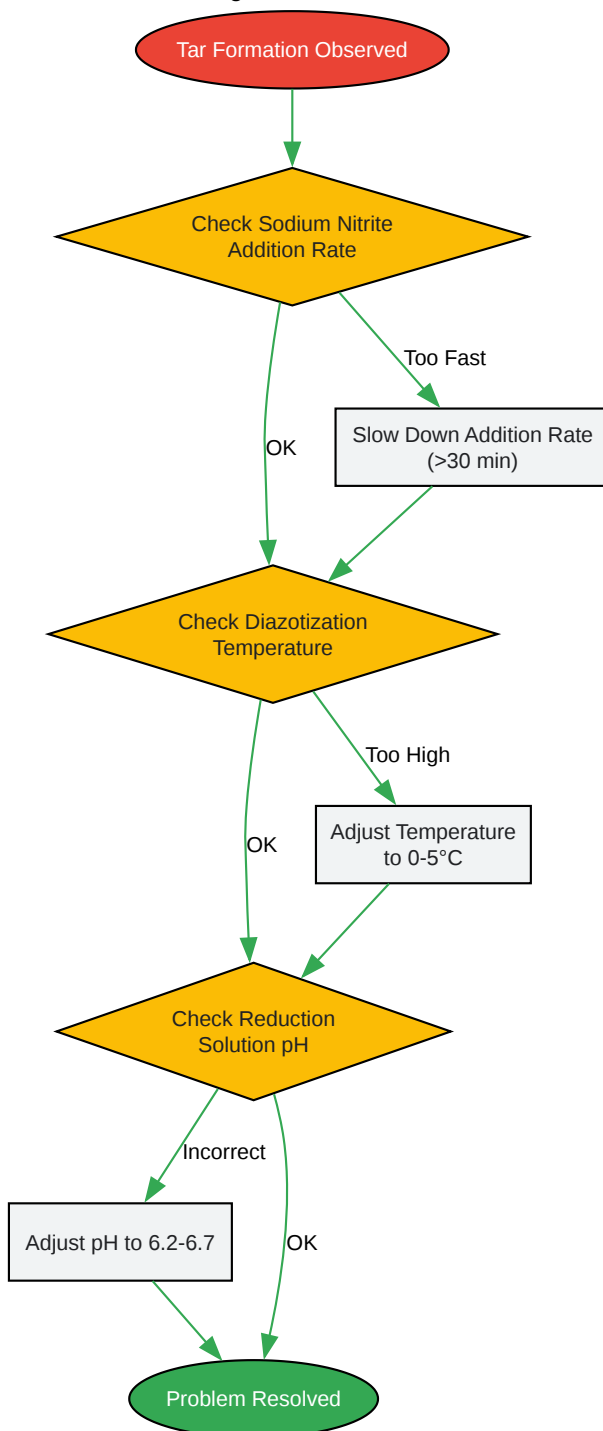 Tar Formation Observed
Check Sodium Nitrite
Addition Rate
Too Fast
Slow Down Addition Rate
(>30 min)
OK
Check Diazotization
Temperature
Too High
Adjust Temperature
to 0-5°C
OK
Check Reduction
Solution pH
Incorrect
Adjust pH to 6.2-6.7
OK
Problem Resolved